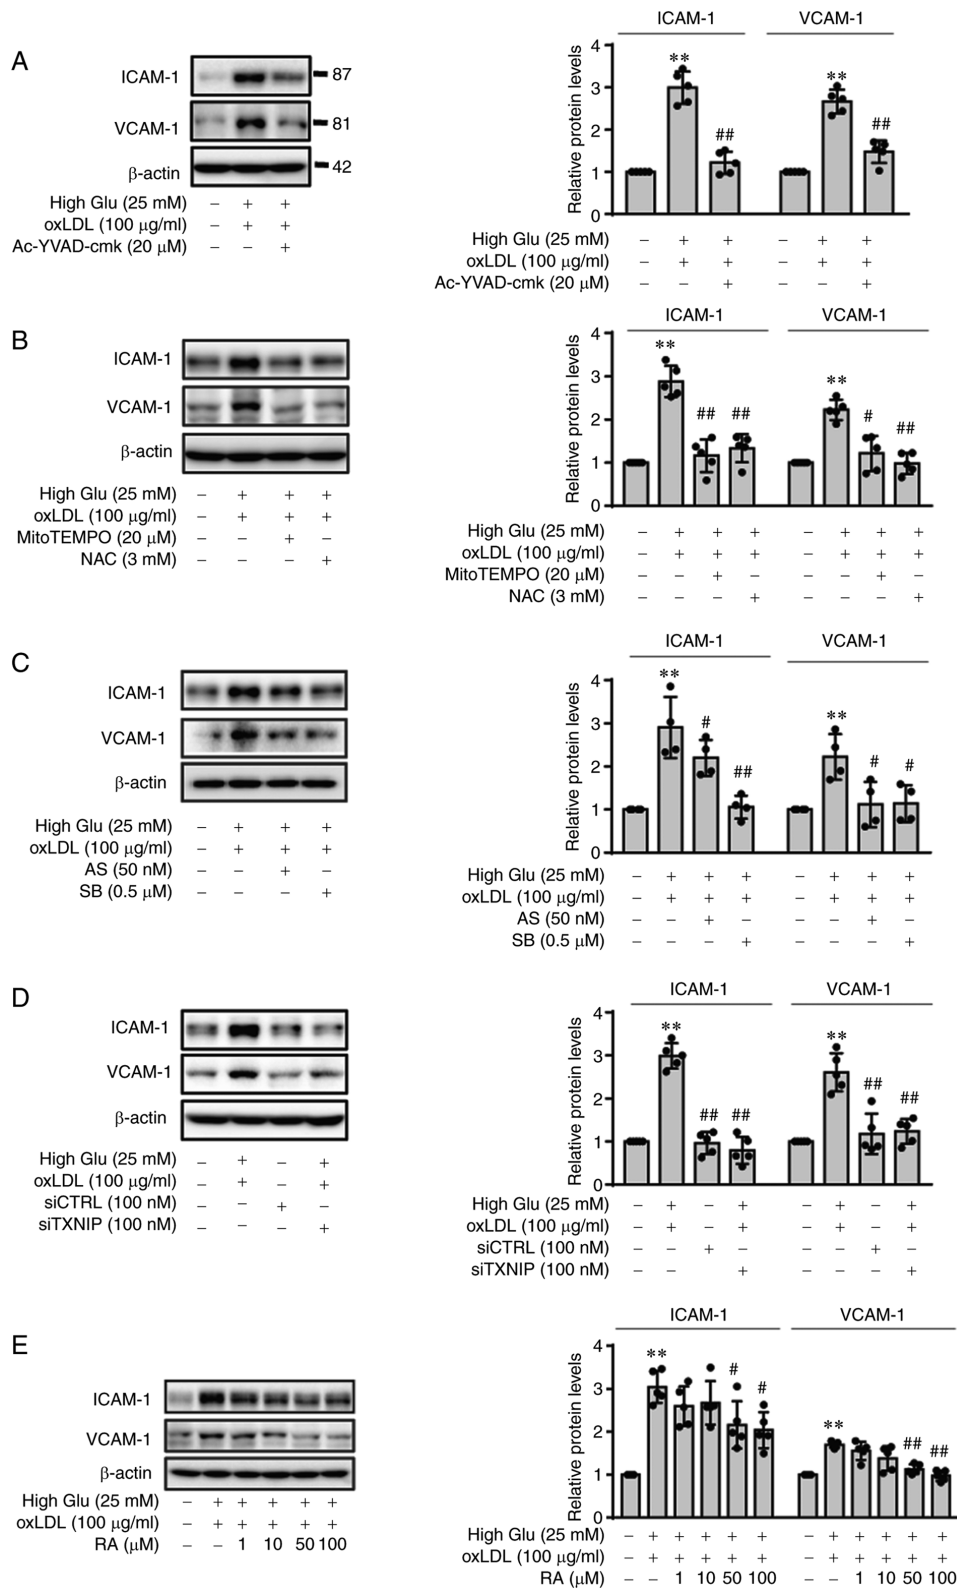 A
ICAM-1
87
VCAM-1
81
β-actin
42
High Glu (25 mM) – + +
oxLDL (100 μg/ml) – + +
Ac-YVAD-cmk (20 μM) – – +
ICAM-1 VCAM-1
Relative protein levels
4
3
2
1
0
** ## ** ##
High Glu (25 mM) – + + – + +
oxLDL (100 μg/ml) – + + – + +
Ac-YVAD-cmk (20 μM) – – + – – +
B
ICAM-1
VCAM-1
β-actin
High Glu (25 mM) – + + +
oxLDL (100 μg/ml) – + + +
MitoTEMPO (20 μM) – – + –
NAC (3 mM) – – – +
ICAM-1 VCAM-1
Relative protein levels
4
3
2
1
0
** ## ## ** # ##
High Glu (25 mM) – + + + – + + +
oxLDL (100 μg/ml) – + + + – + + +
MitoTEMPO (20 μM) – – + – – – + –
NAC (3 mM) – – – + – – – +
C
ICAM-1
VCAM-1
β-actin
High Glu (25 mM) – + + +
oxLDL (100 μg/ml) – + + +
AS (50 nM) – – + –
SB (0.5 μM) – – – +
ICAM-1 VCAM-1
Relative protein levels
4
3
2
1
0
** # ## ** # #
High Glu (25 mM) – + + + – + + +
oxLDL (100 μg/ml) – + + + – + + +
AS (50 nM) – – + – – – + –
SB (0.5 μM) – – – + – – – +
D
ICAM-1
VCAM-1
β-actin
High Glu (25 mM) – + – +
oxLDL (100 μg/ml) – + – +
siCTRL (100 nM) – – + –
siTXNIP (100 nM) – – – +
ICAM-1 VCAM-1
Relative protein levels
4
3
2
1
0
** ## ## ** ## ##
High Glu (25 mM) – + – + – + – +
oxLDL (100 μg/ml) – + – + – + – +
siCTRL (100 nM) – – + – – – + –
siTXNIP (100 nM) – – – + – – – +
E
ICAM-1
VCAM-1
β-actin
High Glu (25 mM) – + + + + +
oxLDL (100 μg/ml) – + + + + +
RA (μM) – – 1 10 50 100
ICAM-1 VCAM-1
Relative protein levels
4
3
2
1
0
** # # ** ## ##
High Glu (25 mM) – + + + + + – + + + + +
oxLDL (100 μg/ml) – + + + + + – + + + + +
RA (μM) – – 1 10 50 100 – – 1 10 50 100